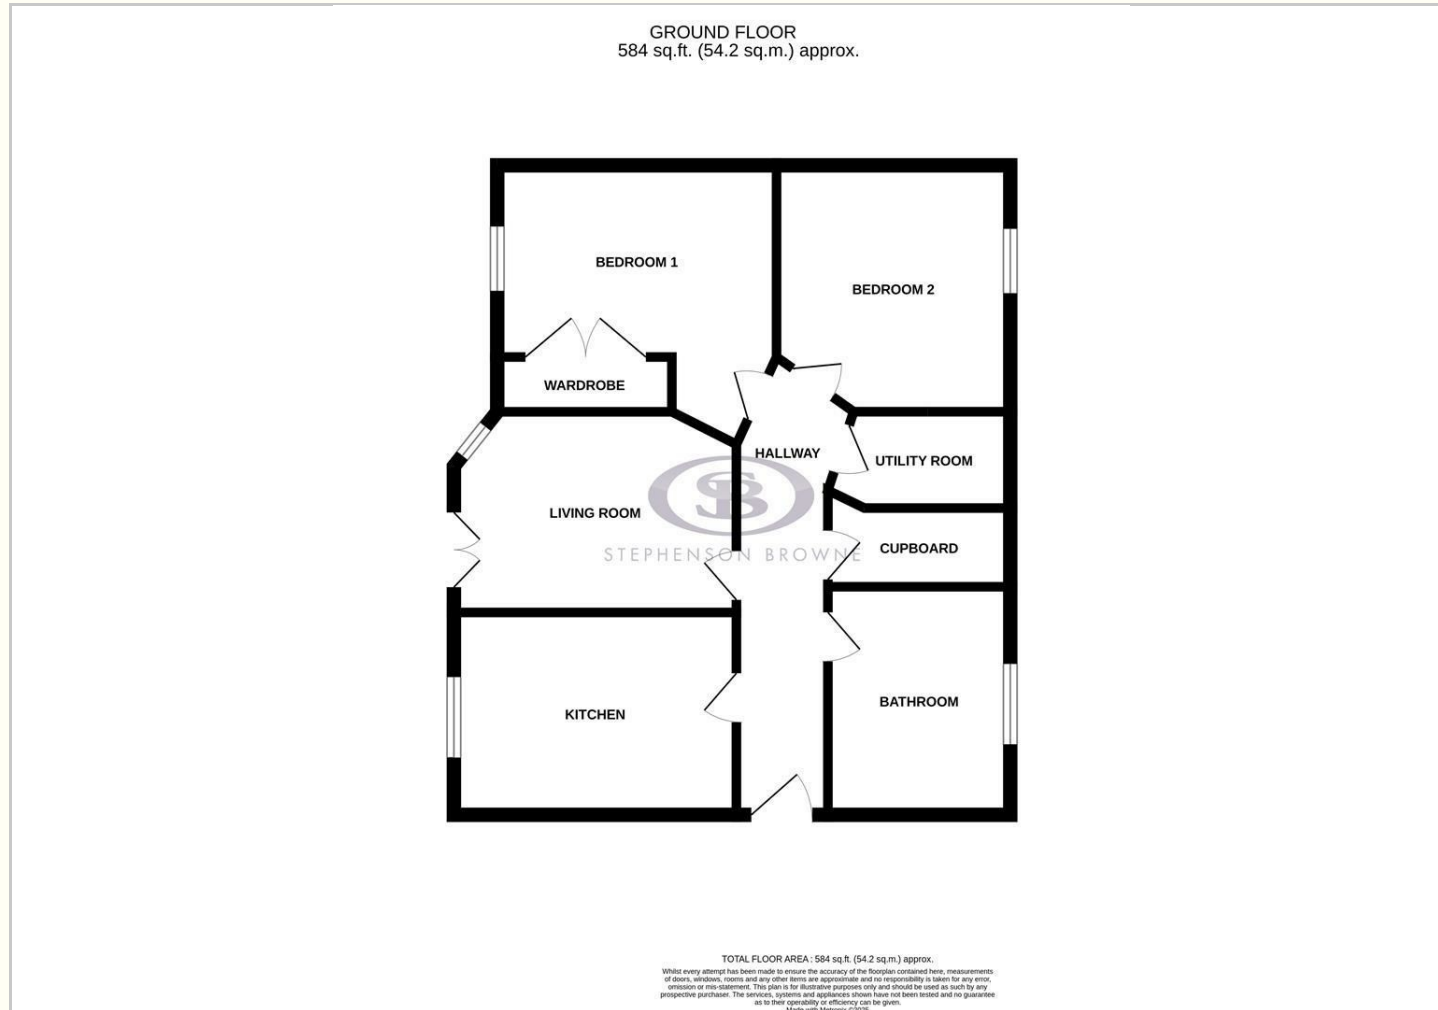 GROUND FLOOR
584 sq.ft. (54.2 sq.m.) approx.
BEDROOM 1
BEDROOM 2
WARDROBE
HALLWAY
UTILITY ROOM
LIVING ROOM
SB
STEPHENSON BROWNE
CUPBOARD
KITCHEN
BATHROOM
TOTAL FLOOR AREA : 584 sq.ft. (54.2 sq.m.) approx.
Whilst every attempt has been made to ensure the accuracy of the floorplan contained here, measurements
of doors, windows, rooms and any other items are approximate and no responsibility is taken for any error,
omission or mis-statement. This plan is for illustrative purposes only and should be used as such by any
prospective purchaser. The services, systems and appliances shown have not been tested and no guarantee
as to their operability or efficiency can be given.
Made with Metropix ©2025